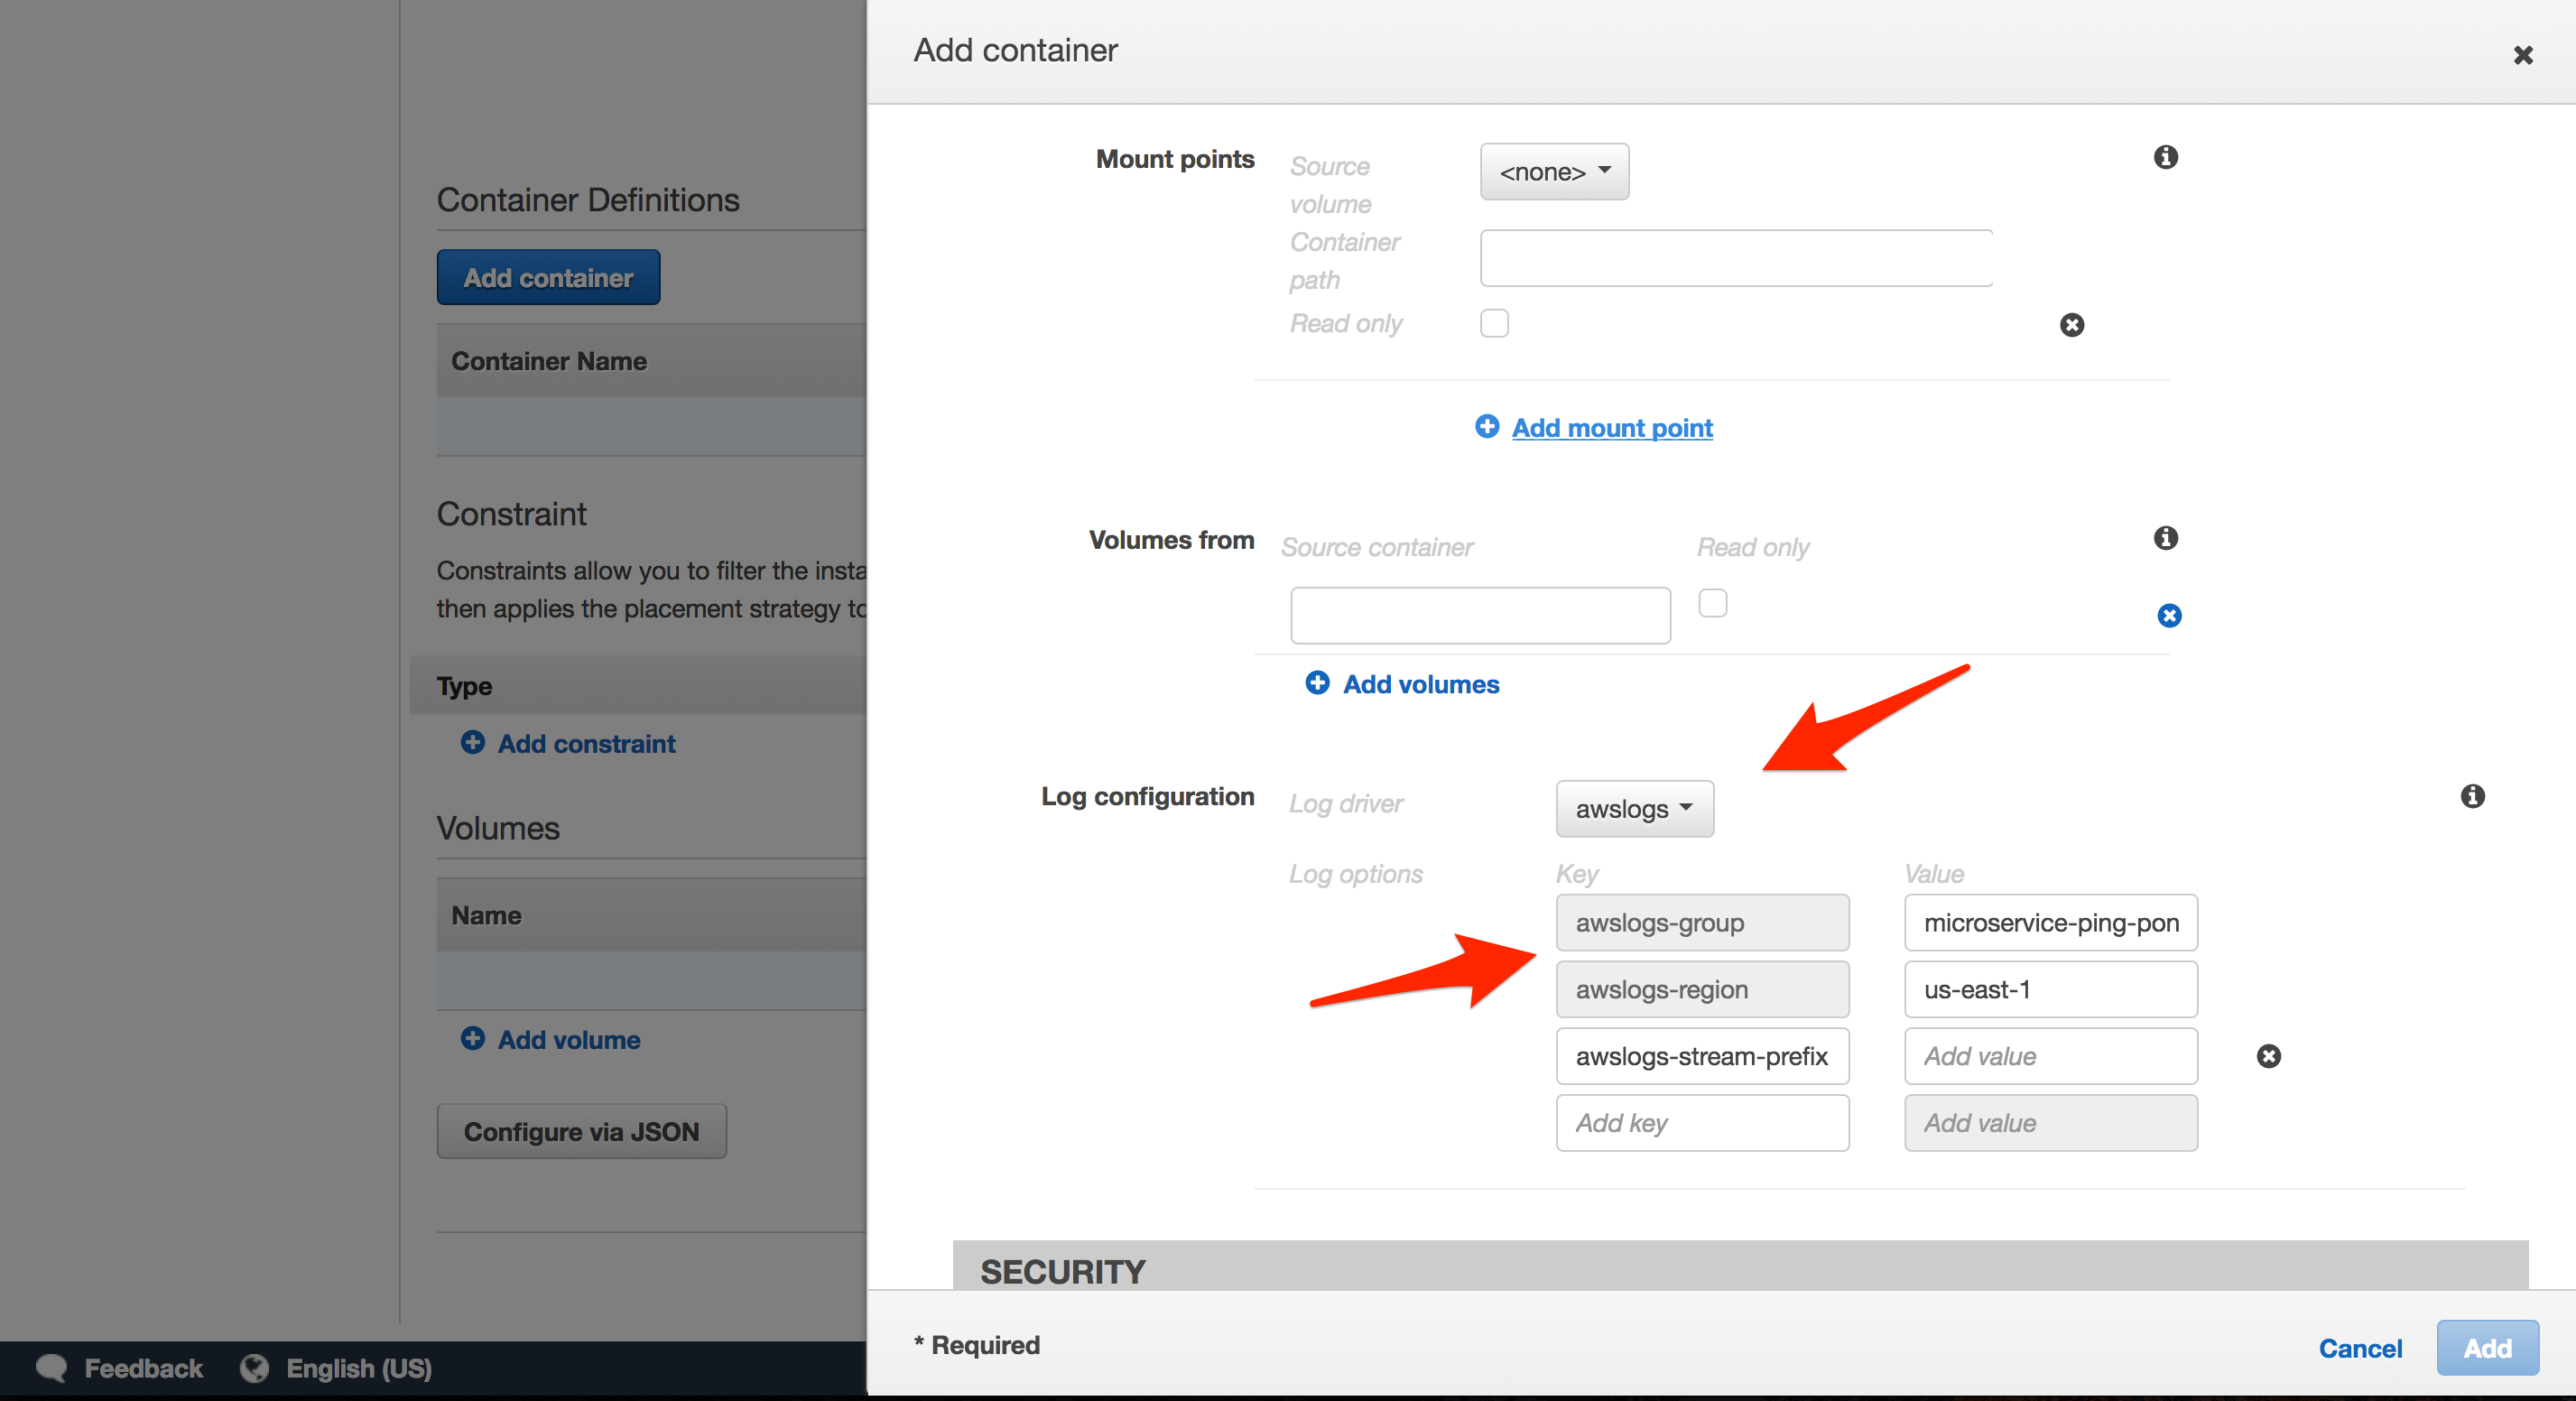 Add container
Mount points
Source volume
<none>
Container path
Read only
Add mount point
Volumes from
Source container
Read only
Add volumes
Log configuration
Log driver
awslogs
Log options
Key
Value
awslogs-group
microservice-ping-pon
awslogs-region
us-east-1
awslogs-stream-prefix
Add value
Add key
Add value
SECURITY
* Required
Cancel
Add
Container Definitions
Add container
Container Name
Constraint
Constraints allow you to filter the insta
then applies the placement strategy to
Type
Add constraint
Volumes
Name
Add volume
Configure via JSON
Feedback
English (US)